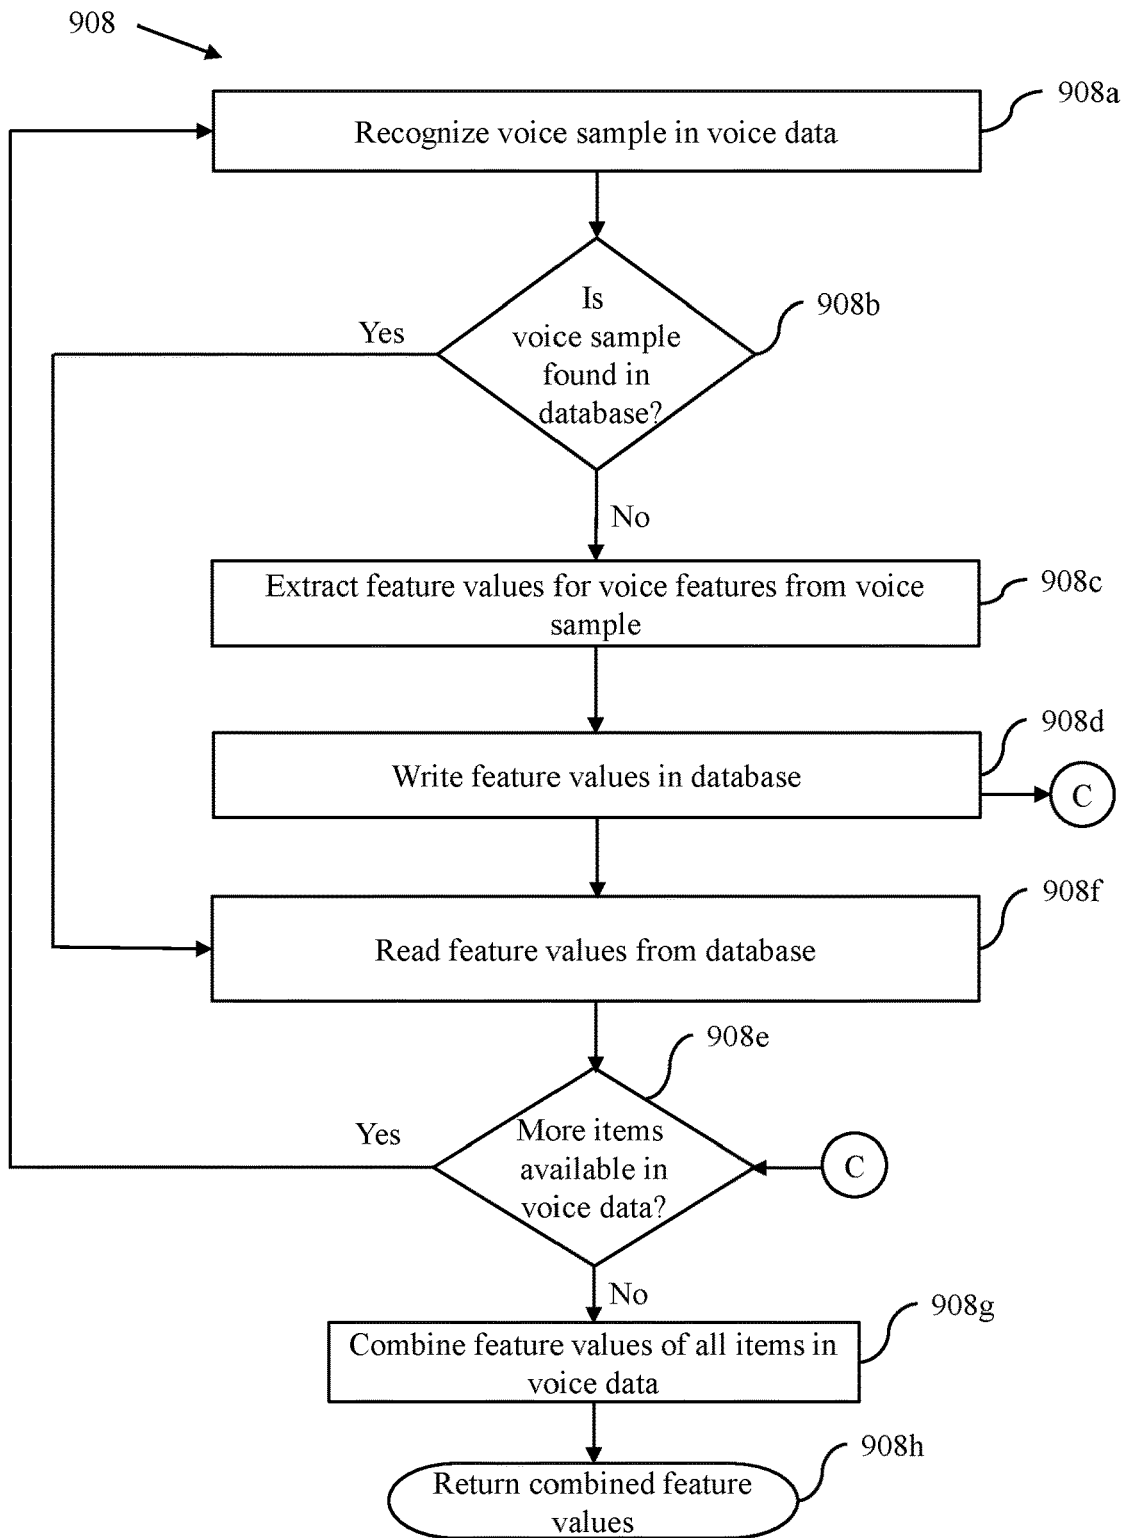 908
908a
Recognize voice sample in voice data
Is
voice sample
found in
database?
908b
Yes
No
Extract feature values for voice features from voice
sample
908c
908d
Write feature values in database
C
908f
Read feature values from database
908e
Yes
More items
available in
voice data?
C
No
908g
Combine feature values of all items in
voice data
908h
Return combined feature
values